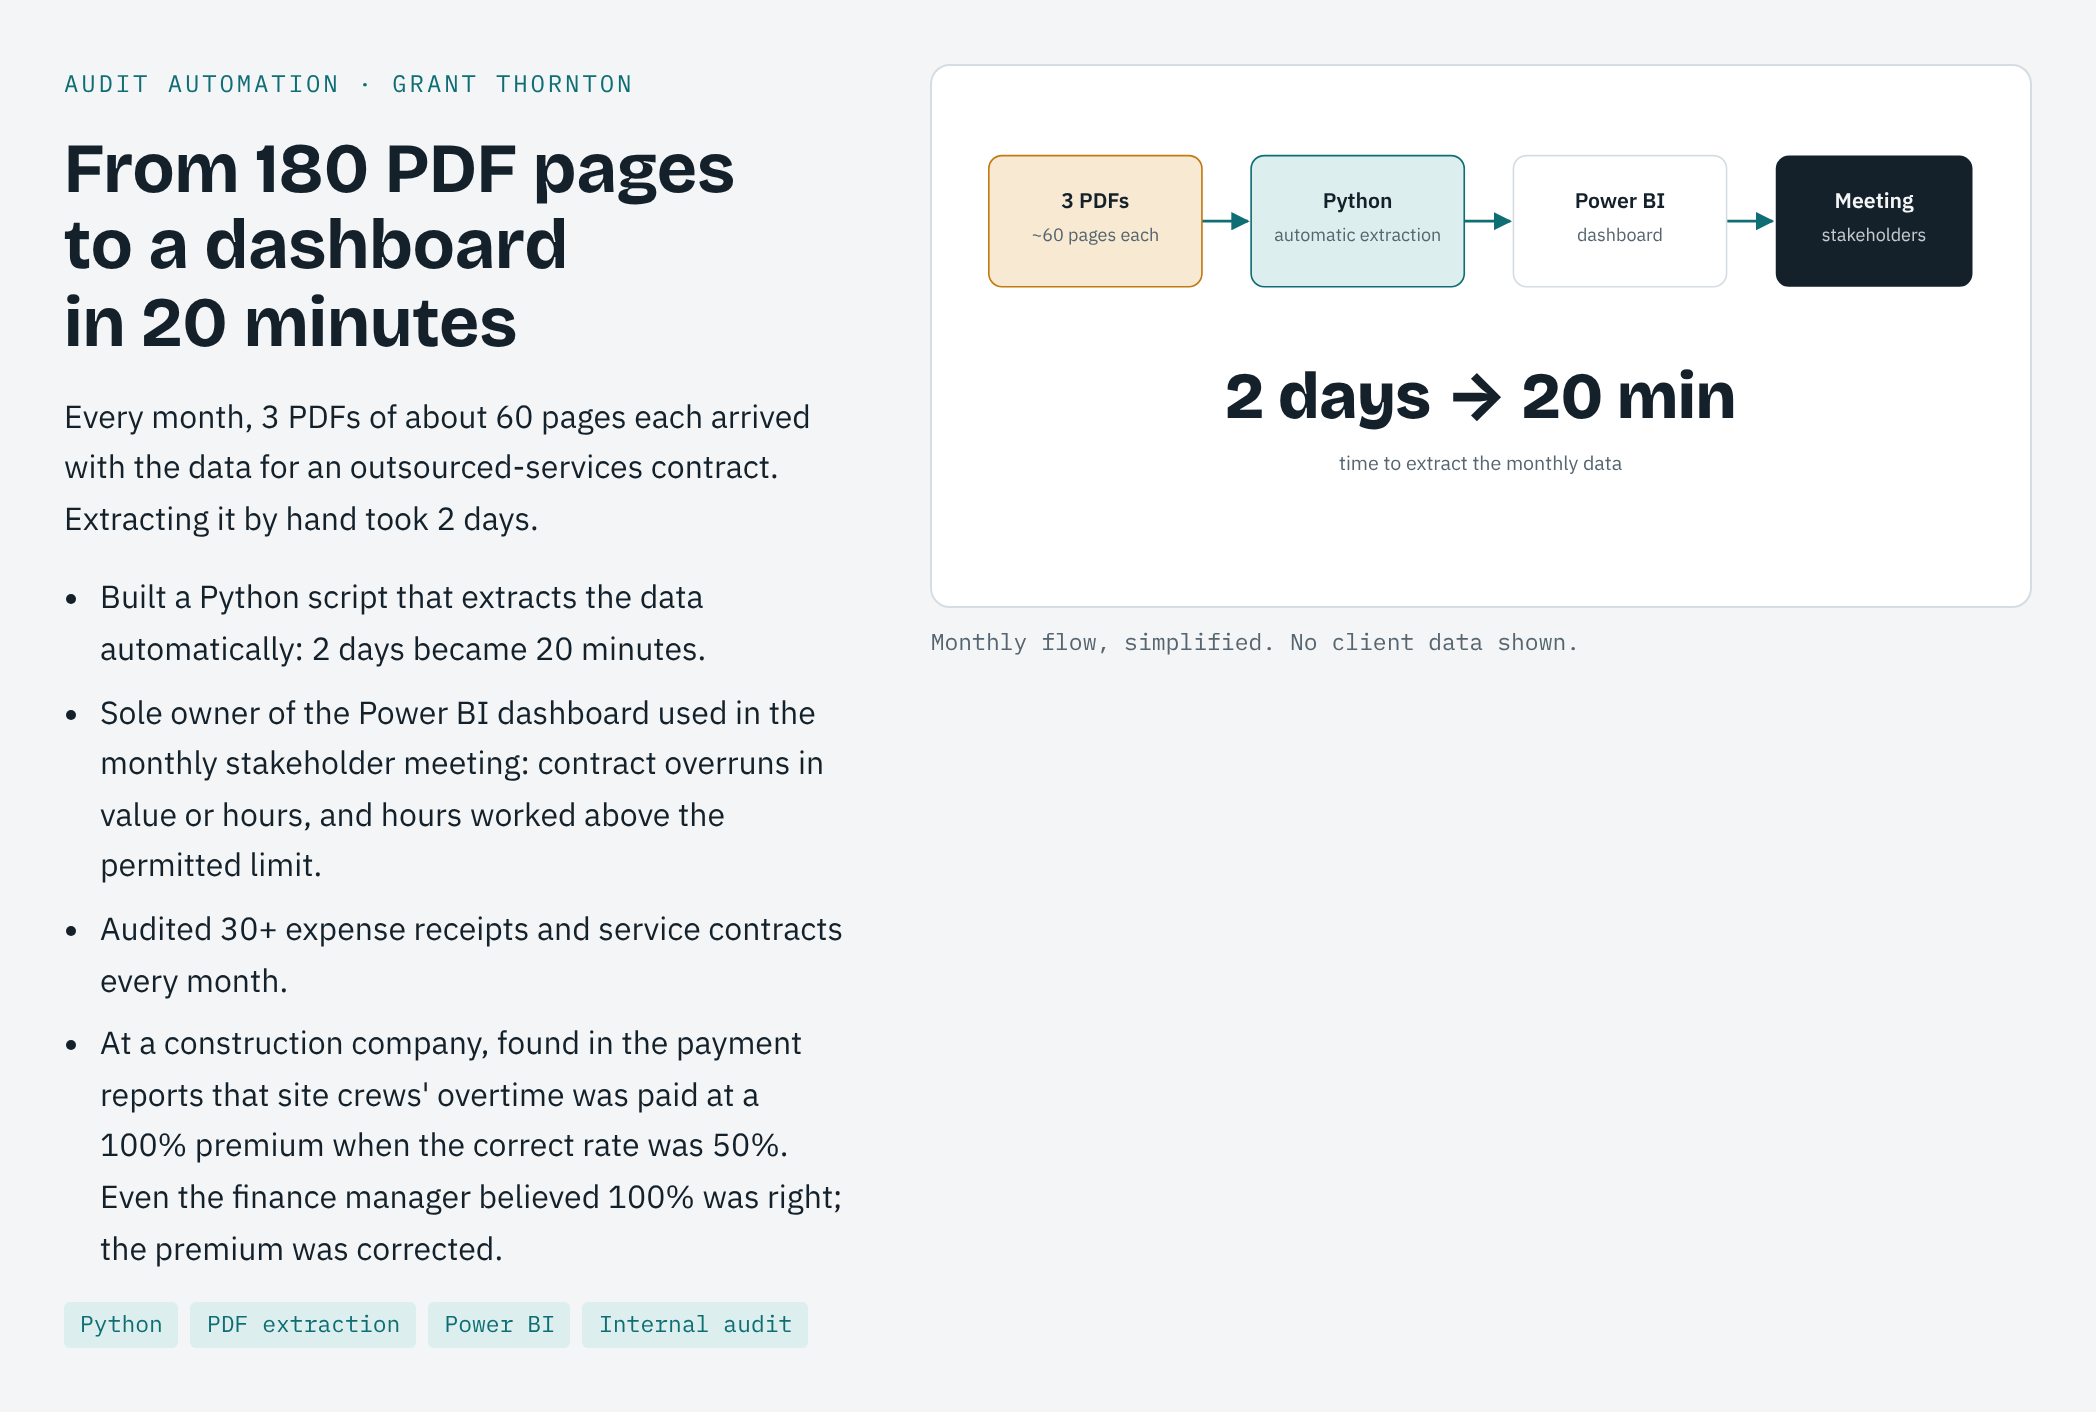 AUDIT AUTOMATION · GRANT THORNTON
From 180 PDF pages
to a dashboard
in 20 minutes
Every month, 3 PDFs of about 60 pages each arrived
with the data for an outsourced-services contract.
Extracting it by hand took 2 days.
• Built a Python script that extracts the data
automatically: 2 days became 20 minutes.
• Sole owner of the Power BI dashboard used in the
monthly stakeholder meeting: contract overruns in
value or hours, and hours worked above the
permitted limit.
• Audited 30+ expense receipts and service contracts
every month.
• At a construction company, found in the payment
reports that site crews' overtime was paid at a
100% premium when the correct rate was 50%.
Even the finance manager believed 100% was right;
the premium was corrected.
Python PDF extraction Power BI Internal audit
3 PDFs
~60 pages each
Python
automatic extraction
Power BI
dashboard
Meeting
stakeholders
2 days → 20 min
time to extract the monthly data
Monthly flow, simplified. No client data shown.